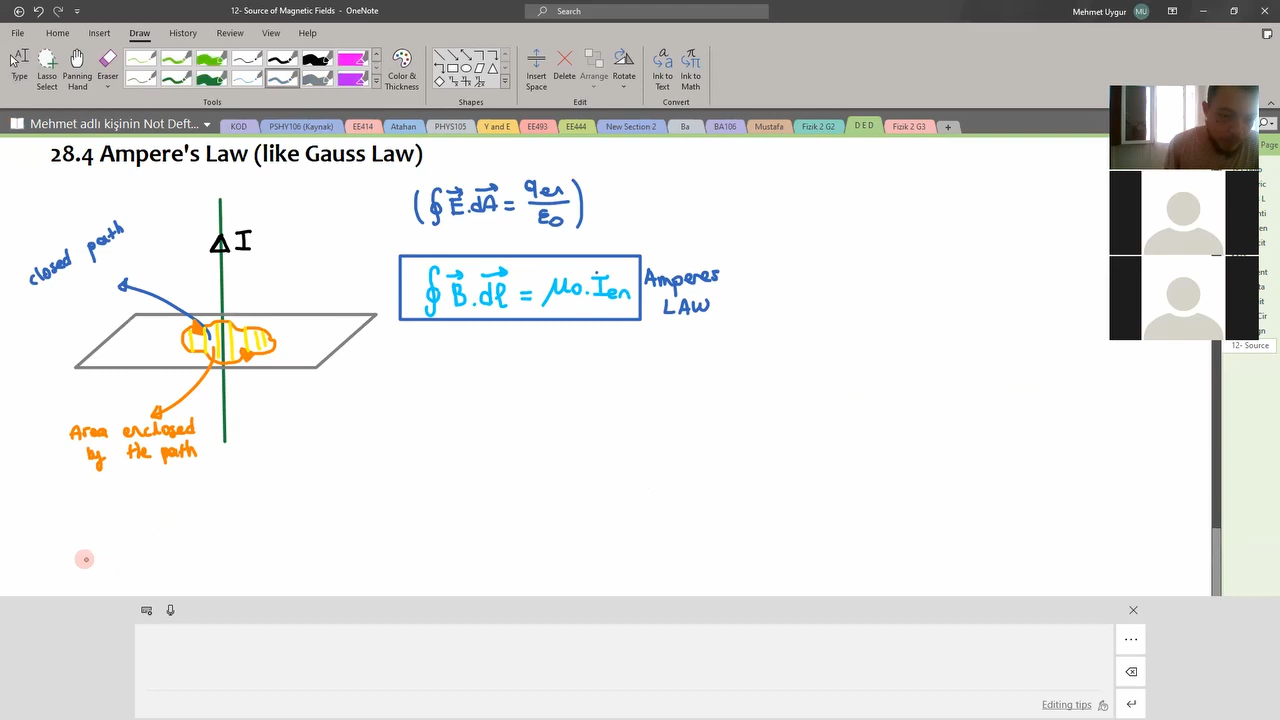 12- Source of Magnetic Fields - OneNote
Search
Mehmet Uygur
MU
File Home Insert Draw History Review View Help
Type
Lasso Select
Panning Hand
Eraser
Color & Thickness
Insert Space
Delete
Arrange
Rotate
Ink to Text
Ink to Math
Tools
Shapes
Edit
Convert
Mehmet adlı kişinin Not Deft...
KOD PSHY106 (Kaynak) EE414 Atahan PHYS105 Y and E EE493 EE444 New Section 2 Ba BA106 Mustafa Fizik 2 G2 D E D Fizik 2 G3 +
Page
28.4 Ampere's Law (like Gauss Law)
(∮E⃗.dA⃗ = qen/ε0)
closed path
I
∮B⃗.dl⃗ = μ0.Ien
Amperes
LAW
Area enclosed
by the path
12- Source
Editing tips